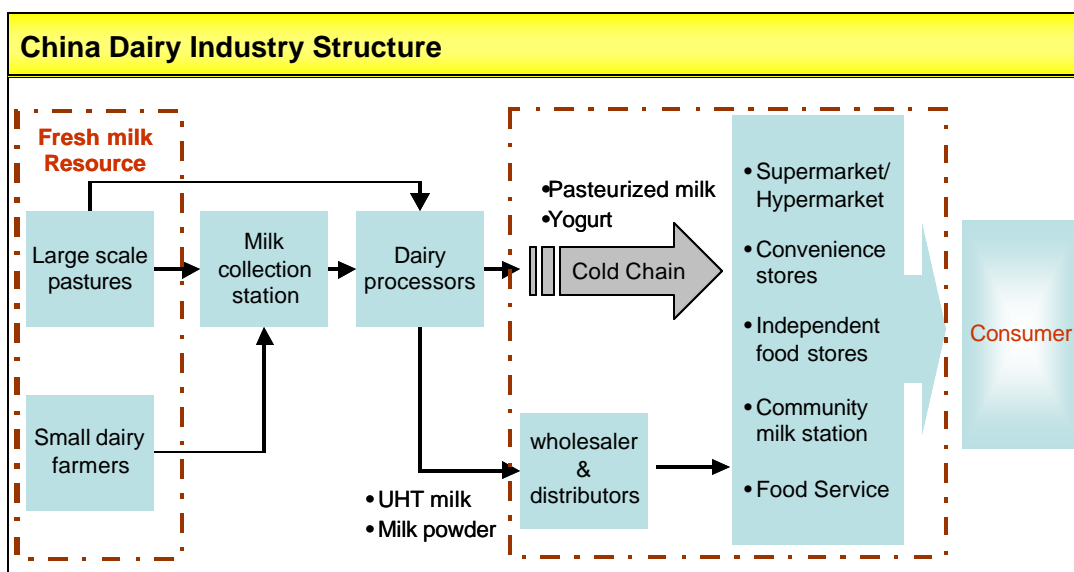 China Dairy Industry Structure
Fresh milk
Resource
Large scale
pastures
Milk
collection
station
Dairy
processors
•Pasteurized milk
•Yogurt
Cold Chain
• Supermarket/
Hypermarket
• Convenience
stores
• Independent
food stores
• Community
milk station
• Food Service
Consumer
Small dairy
farmers
• UHT milk
• Milk powder
wholesaler
&
distributors